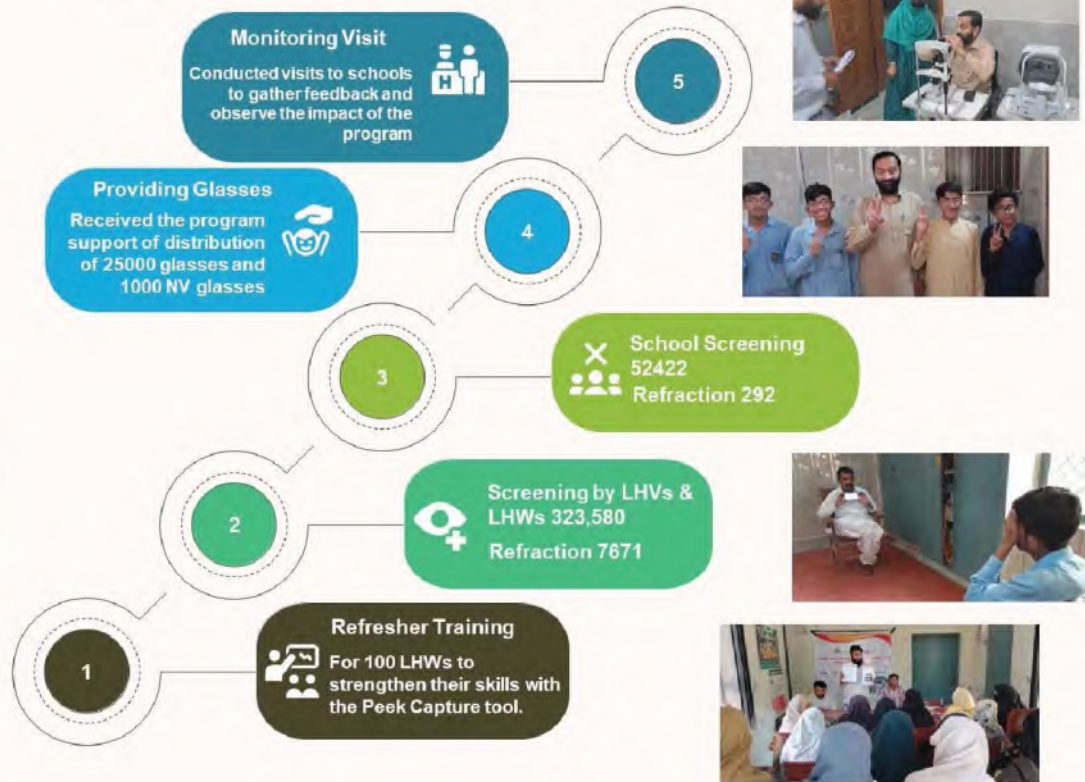 Monitoring Visit
Conducted visits to schools
to gather feedback and
observe the impact of the
program
5
Providing Glasses
Received the program
support of distribution
of 25000 glasses and
1000 NV glasses
4
3
School Screening
52422
Refraction 292
2
Screening by LHVs &
LHWs 323,580
Refraction 7671
1
Refresher Training
For 100 LHWs to
strengthen their skills with
the Peek Capture tool.